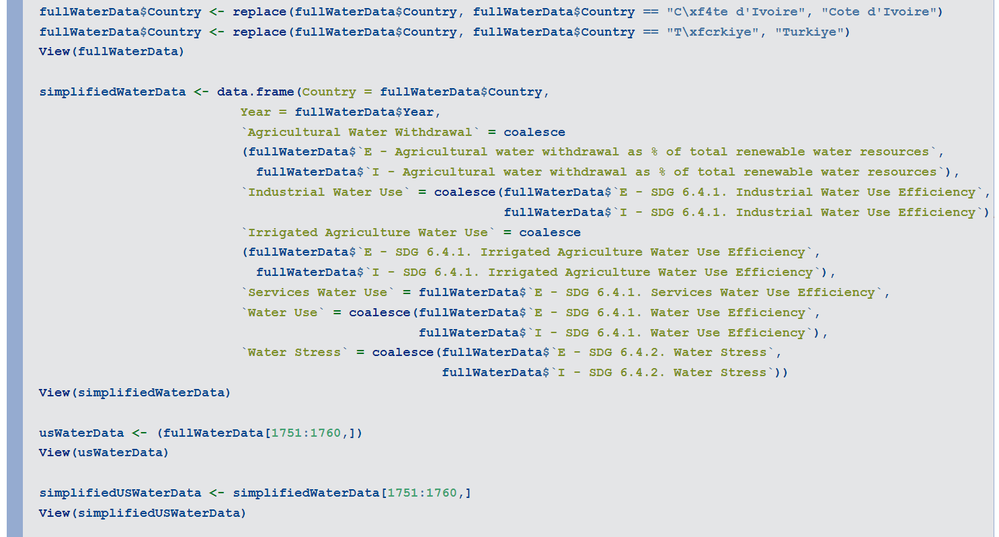 fullWaterData$Country <- replace(fullWaterData$Country, fullWaterData$Country == "C\xf4te d'Ivoire", "Cote d'Ivoire")
fullWaterData$Country <- replace(fullWaterData$Country, fullWaterData$Country == "T\xfcrkiye", "Turkiye")
View(fullWaterData)
simplifiedWaterData <- data.frame(Country = fullWaterData$Country,
Year = fullWaterData$Year,
`Agricultural Water Withdrawal` = coalesce
(fullWaterData$`E - Agricultural water withdrawal as % of total renewable water resources`,
fullWaterData$`I - Agricultural water withdrawal as % of total renewable water resources`),
`Industrial Water Use` = coalesce(fullWaterData$`E - SDG 6.4.1. Industrial Water Use Efficiency`,
fullWaterData$`I - SDG 6.4.1. Industrial Water Use Efficiency`)
`Irrigated Agriculture Water Use` = coalesce
(fullWaterData$`E - SDG 6.4.1. Irrigated Agriculture Water Use Efficiency`,
fullWaterData$`I - SDG 6.4.1. Irrigated Agriculture Water Use Efficiency`),
`Services Water Use` = fullWaterData$`E - SDG 6.4.1. Services Water Use Efficiency`,
`Water Use` = coalesce(fullWaterData$`E - SDG 6.4.1. Water Use Efficiency`,
fullWaterData$`I - SDG 6.4.1. Water Use Efficiency`),
`Water Stress` = coalesce(fullWaterData$`E - SDG 6.4.2. Water Stress`,
fullWaterData$`I - SDG 6.4.2. Water Stress`))
View(simplifiedWaterData)
usWaterData <- (fullWaterData[1751:1760,])
View(usWaterData)
simplifiedUSWaterData <- simplifiedWaterData[1751:1760,]
View(simplifiedUSWaterData)